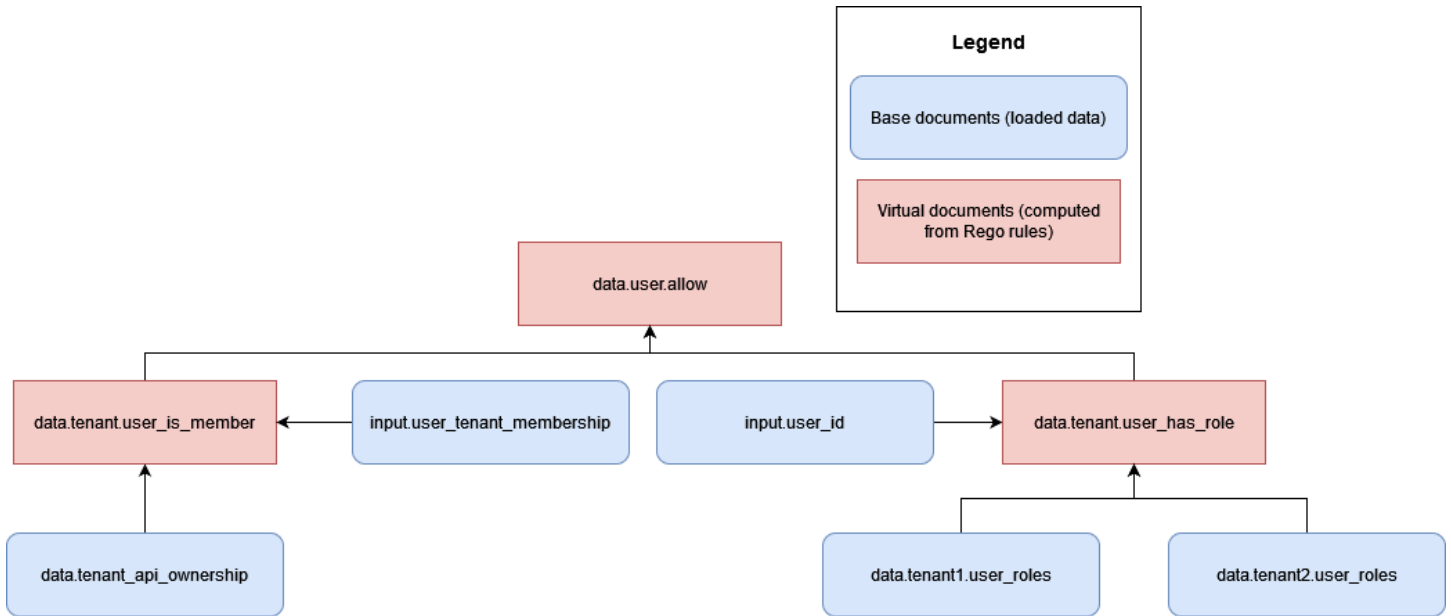 Legend
Base documents (loaded data)
Virtual documents (computed
from Rego rules)
data.user.allow
data.tenant.user_is_member
input.user_tenant_membership
input.user_id
data.tenant.user_has_role
data.tenant_api_ownership
data.tenant1.user_roles
data.tenant2.user_roles